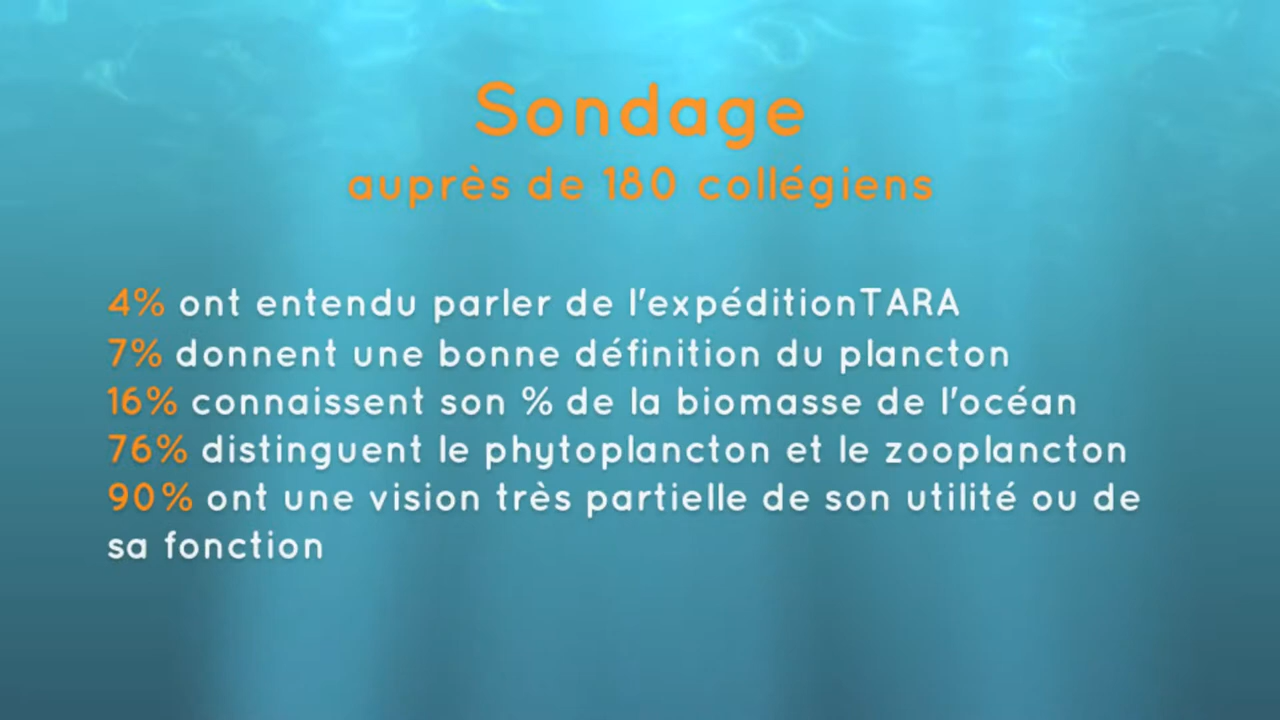 Sondage
auprès de 180 collégiens
4% ont entendu parler de l'expéditionTARA
7% donnent une bonne définition du plancton
16% connaissent son % de la biomasse de l'océan
76% distinguent le phytoplancton et le zooplancton
90% ont une vision très partielle de son utilité ou de
sa fonction